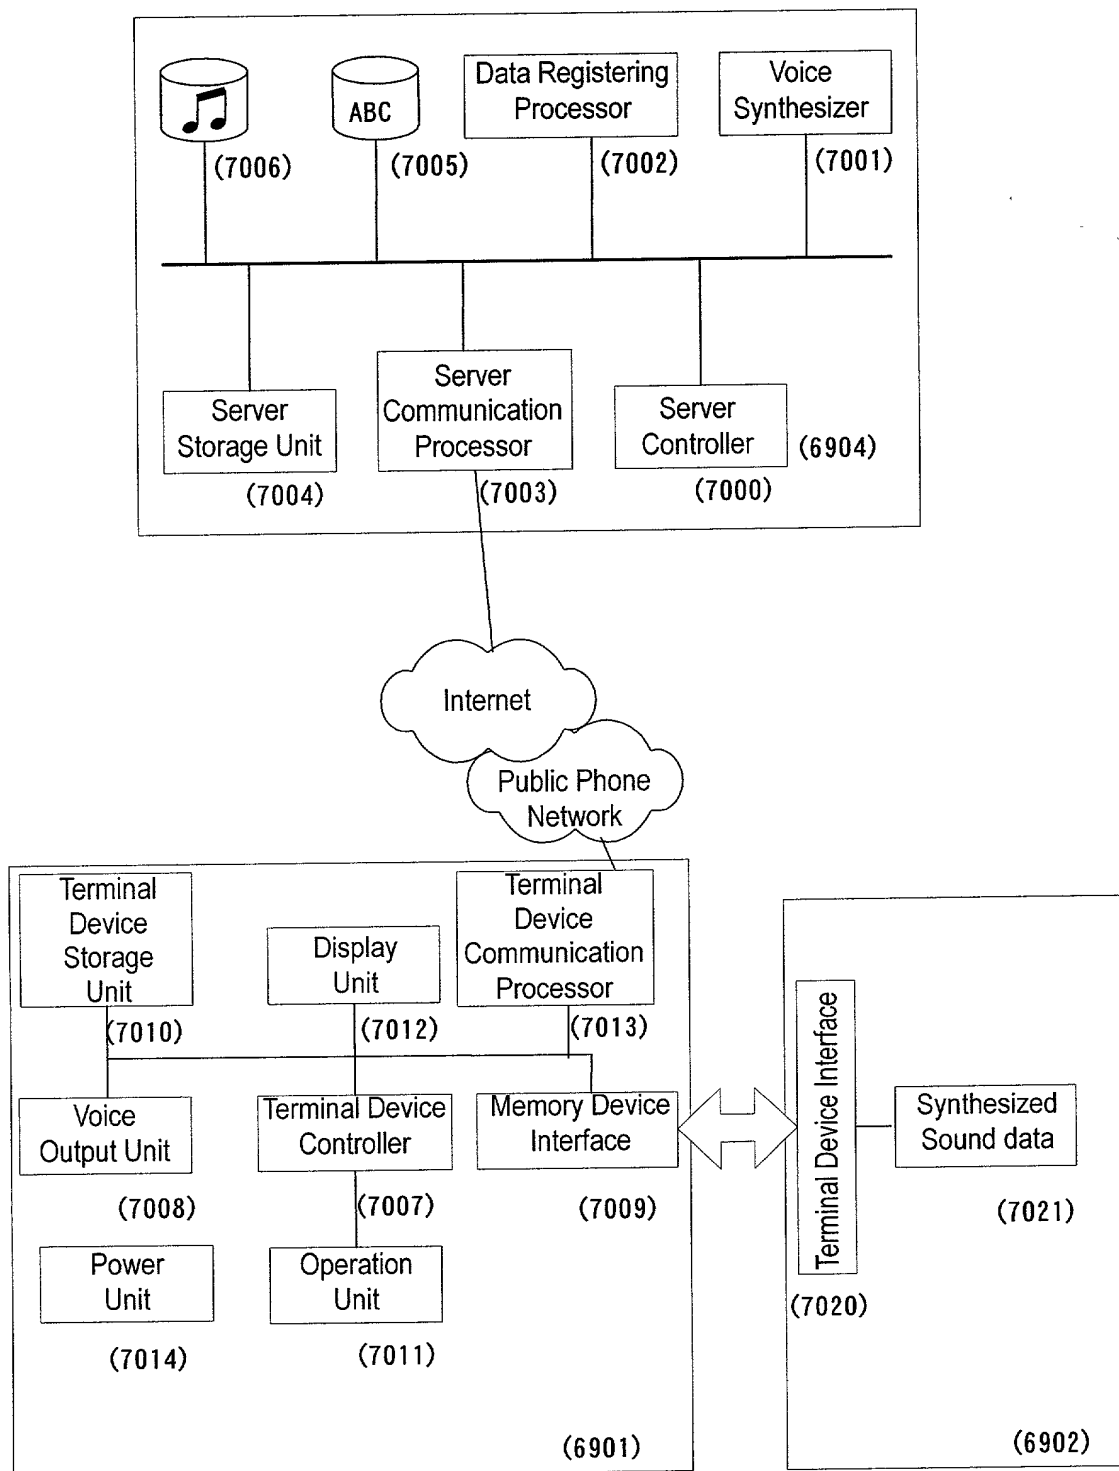 Data Registering
Processor
Voice
Synthesizer
ABC
(7006)
(7005)
(7002)
(7001)
Server
Storage Unit
(7004)
Server
Communication
Processor
(7003)
Server
Controller
(7000)
(6904)
Internet
Public Phone
Network
Terminal
Device
Storage
Unit
(7010)
Display
Unit
(7012)
Terminal
Device
Communication
Processor
(7013)
Voice
Output Unit
(7008)
Terminal Device
Controller
(7007)
Memory Device
Interface
(7009)
Power
Unit
(7014)
Operation
Unit
(7011)
(6901)
Terminal Device Interface
(7020)
Synthesized
Sound data
(7021)
(6902)